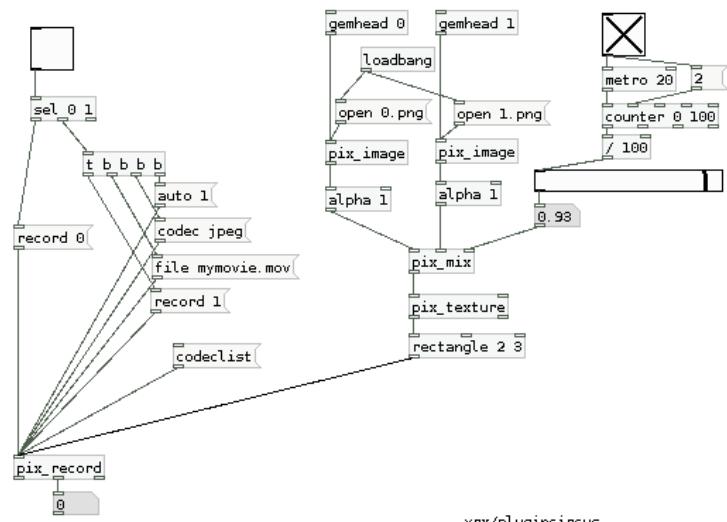 gemhead 0
gemhead 1
loadbang
metro 20
2
sel 0 1
open 0.png
open 1.png
counter 0 100
/ 100
t b b b b
pix_image
pix_image
auto 1
alpha 1
alpha 1
0.93
record 0
codec jpeg
file mymovie.mov
pix_mix
record 1
pix_texture
codeclist
rectangle 2 3
pix_record
0